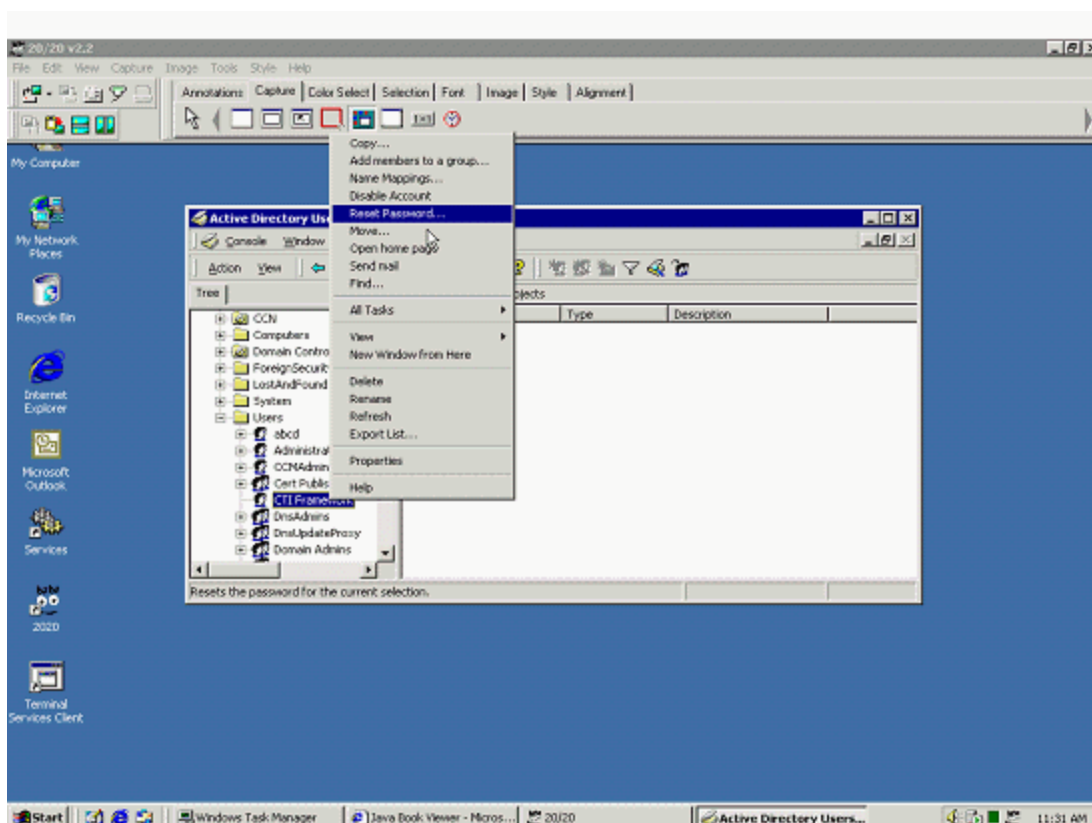 20/20 v2.2
File Edit View Capture Image Tools Style Help
Annotations Capture Color Select Selection Font Image Style Alignment
My Computer
My Network Places
Recycle Bin
Internet Explorer
Microsoft Outlook
Services
2020
Terminal Services Client
Active Directory Us
Console Window
Action View
Tree
Type Description
CCN
Computers
Domain Contro
ForeignSecurit
LostAndFound
System
Users
abcd
Administra
CCMAdmin
Cert Publis
CTI Framework
DnsAdmins
DnsUpdateProxy
Domain Admins
Resets the password for the current selection.
Copy...
Add members to a group...
Name Mappings...
Disable Account
Reset Password...
Move...
Open home page
Send mail
Find...
All Tasks
View
New Window from Here
Delete
Rename
Refresh
Export List...
Properties
Help
Start Windows Task Manager Java Book Viewer - Micros... 20/20 Active Directory Users... 11:31 AM